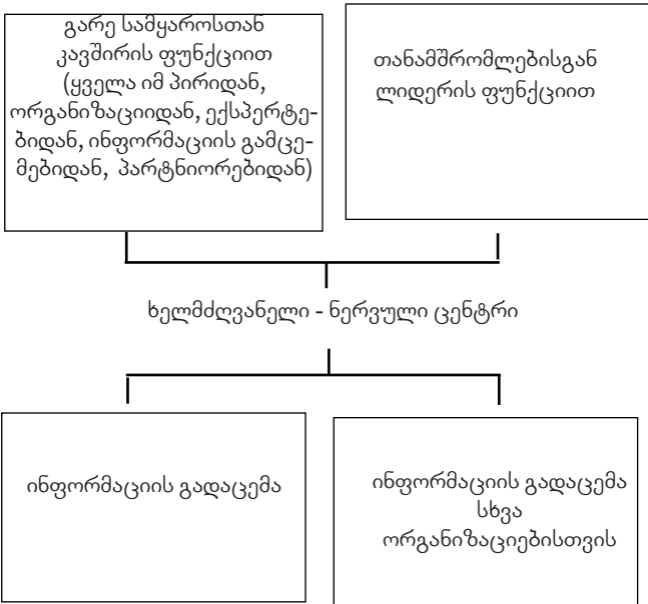 გარე სამყაროსთან
კავშირის ფუნქციით
(ყველა იმ პირიდან,
ორგანიზაციიდან, ექსპერტე-
ბიდან, ინფორმაციის გამცე-
მებიდან, პარტნიორებიდან)
თანამშრომლებისგან
ლიდერის ფუნქციით
ხელმძღვანელი - ნერვული ცენტრი
ინფორმაციის გადაცემა
ინფორმაციის გადაცემა
სხვა
ორგანიზაციებისთვის